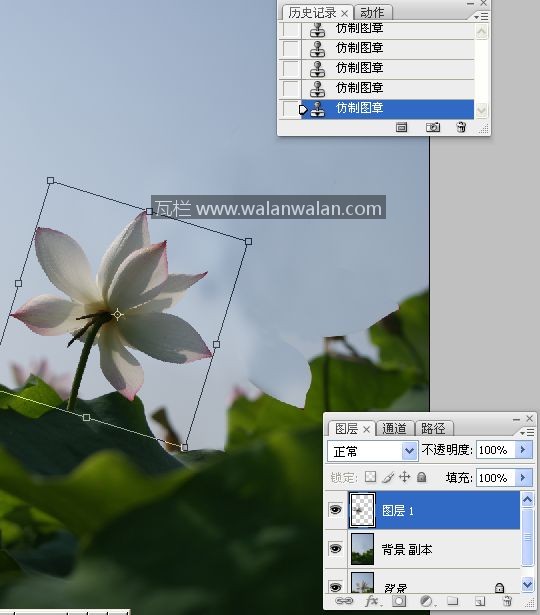 历史记录 × 动作
仿制图章
仿制图章
仿制图章
仿制图章
仿制图章
瓦栏 www.walanwalan.com
图层 × 通道 路径
正常 不透明度: 100%
锁定: 填充: 100%
图层 1
背景 副本
背景
fx